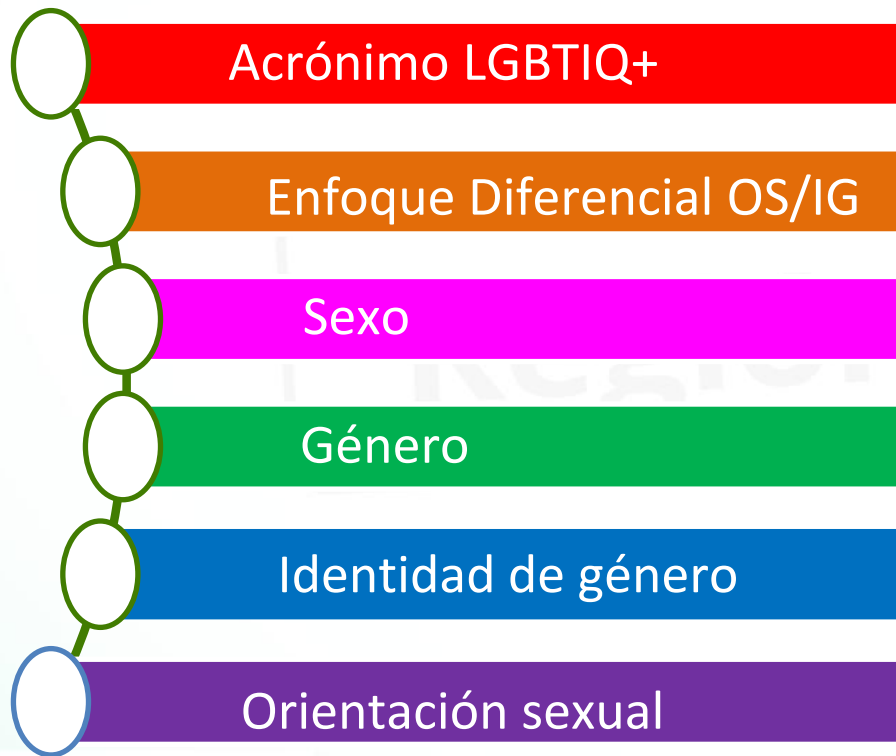 Acrónimo LGBTIQ+
Enfoque Diferencial OS/IG
Sexo
Género
Identidad de género
Orientación sexual